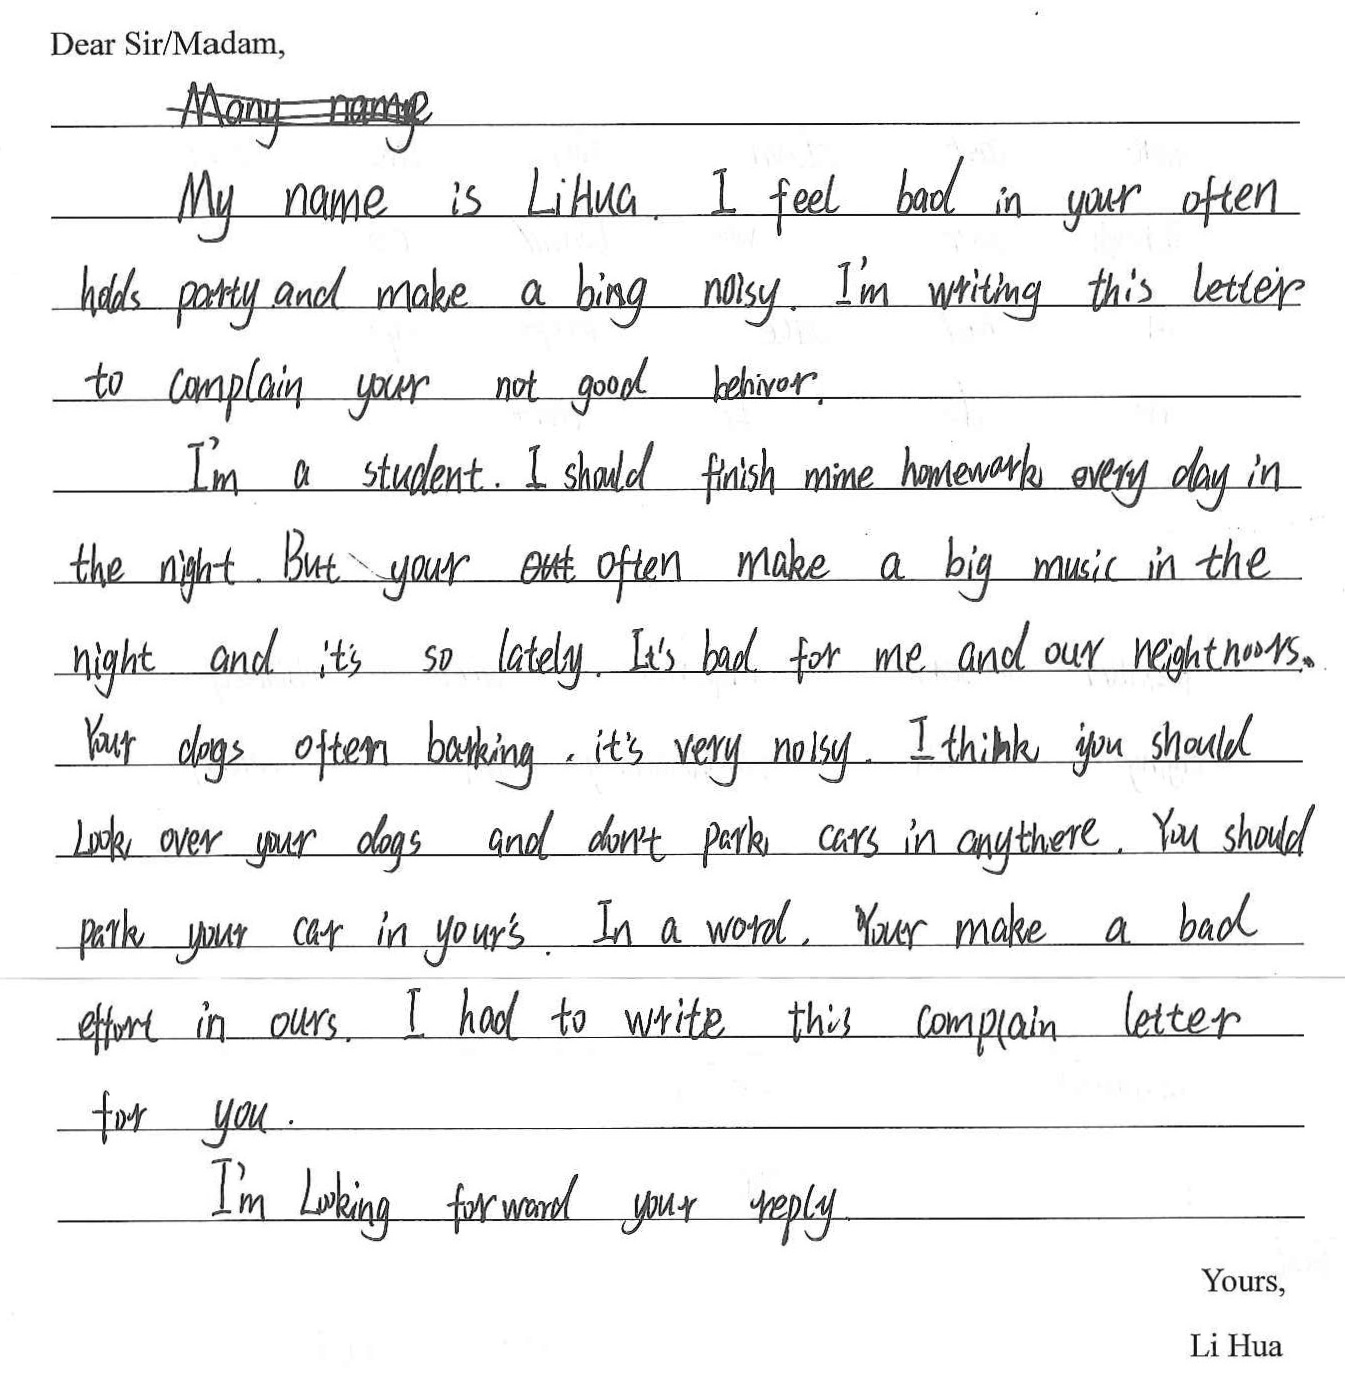 Dear Sir/Madam,
My name is LiHua. I feel bad in your often
holds party and make a bing noisy. I'm writing this letter
to complain your not good behivor.
I'm a student. I should finish mine homework every day in
the night. But your often make a big music in the
night and it's so lately. It's bad for me and our neightnoors.
Your dogs often barking. it's very noisy. I think you should
Look over your dogs and don't park cars in anythere. You should
park your car in your's. In a word. Your make a bad
effort in ours. I had to write this complain letter
for you.
I'm Looking forward your reply.
Yours,
Li Hua